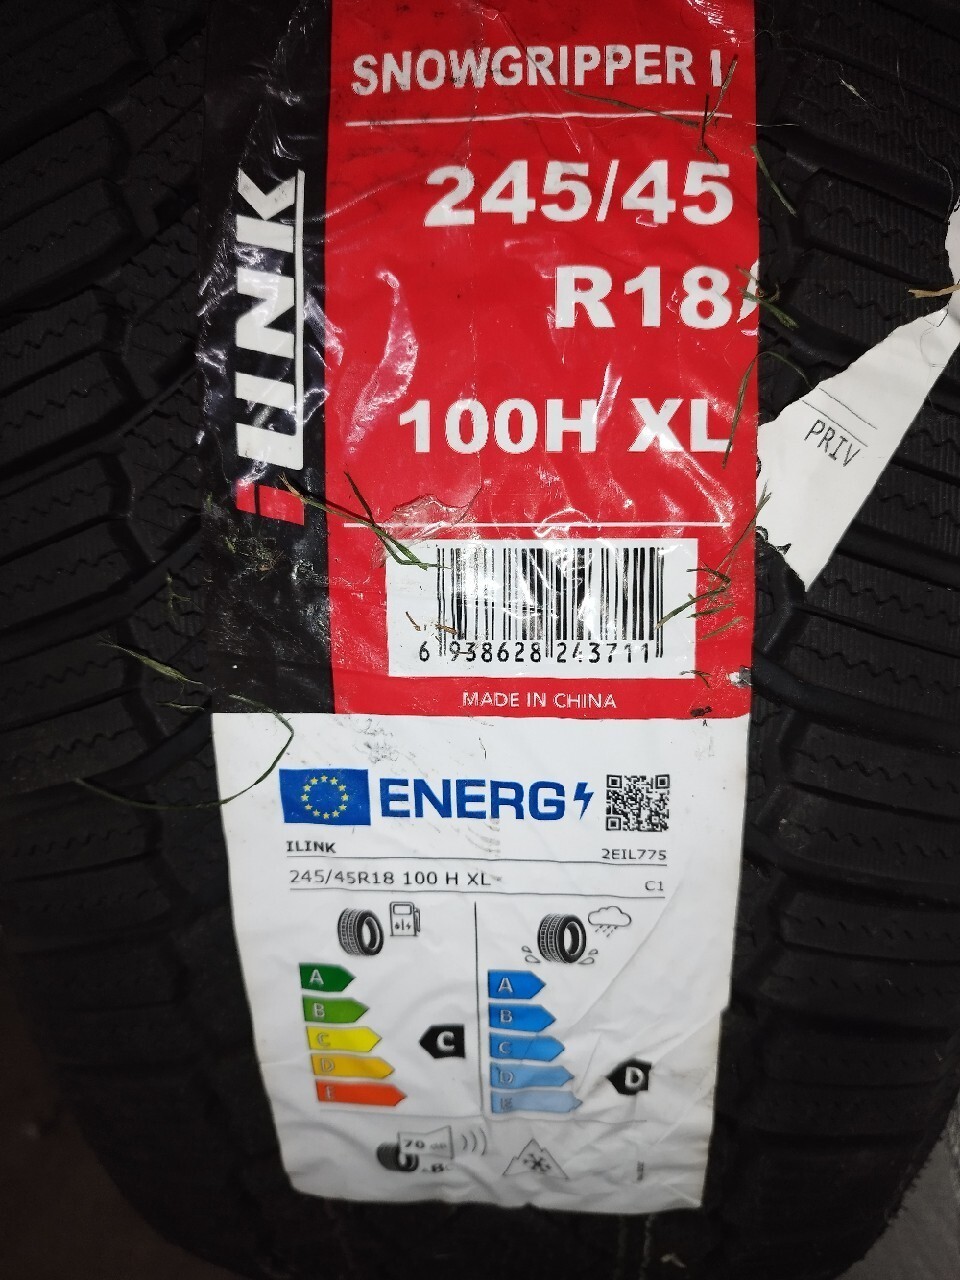 SNOWGRIPPER I
245/45
R18
100H XL
iLINK
PRIV
6 938628 243711
MADE IN CHINA
ENERG
ILINK 2EIL775
245/45R18 100 H XL C1
A A
B B
C C C
D D D
E E
70 dB
B